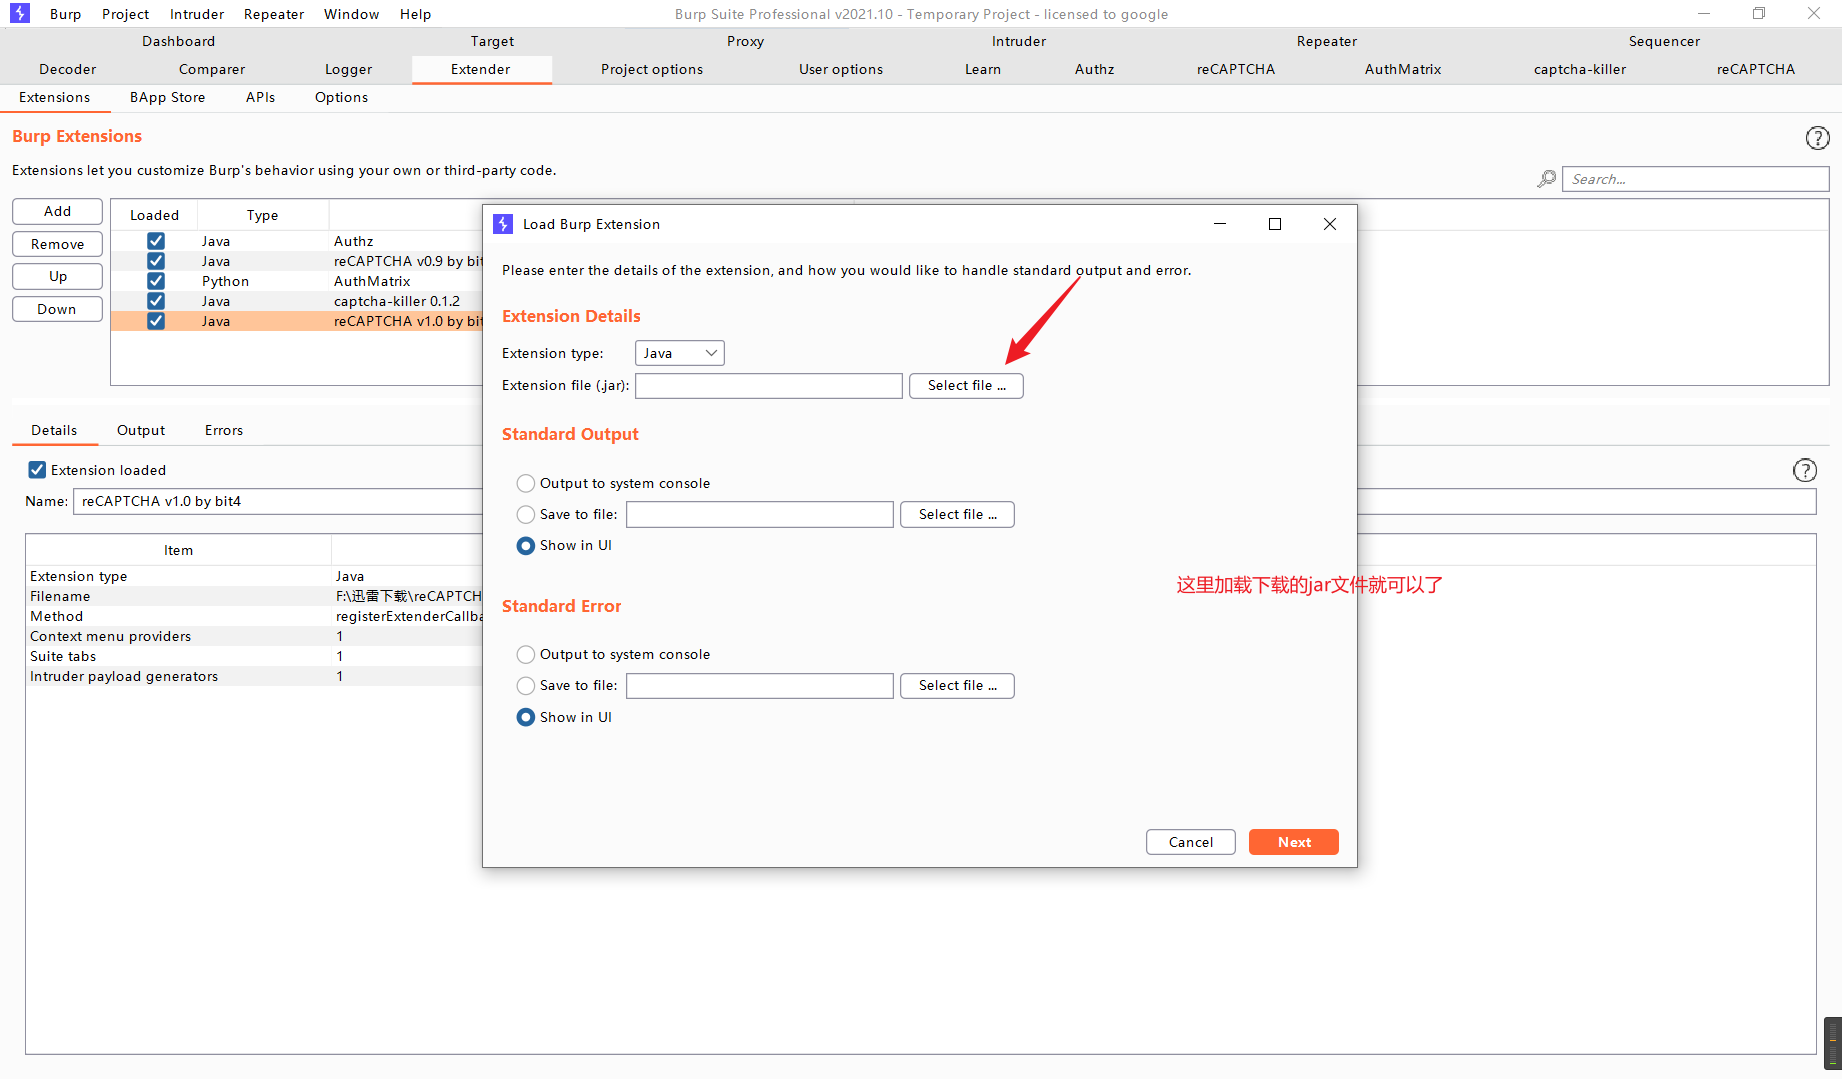 Burp Project Intruder Repeater Window Help
Burp Suite Professional v2021.10 - Temporary Project - licensed to google
Dashboard Target Proxy Intruder Repeater Sequencer
Decoder Comparer Logger Extender Project options User options Learn Authz reCAPTCHA AuthMatrix captcha-killer reCAPTCHA
Extensions BApp Store APIs Options
Burp Extensions
Extensions let you customize Burp's behavior using your own or third-party code.
Search...
Add
Remove
Up
Down
Loaded Type
Java Authz
Java reCAPTCHA v0.9 by bit
Python AuthMatrix
Java captcha-killer 0.1.2
Java reCAPTCHA v1.0 by bit
Details Output Errors
Extension loaded
Name: reCAPTCHA v1.0 by bit4
Item
Extension type Java
Filename F:\迅雷下载\reCAPTCH
Method registerExtenderCallba
Context menu providers 1
Suite tabs 1
Intruder payload generators 1
Load Burp Extension
Please enter the details of the extension, and how you would like to handle standard output and error.
Extension Details
Extension type: Java
Extension file (.jar): Select file ...
Standard Output
Output to system console
Save to file: Select file ...
Show in UI
这里加载下载的jar文件就可以了
Standard Error
Output to system console
Save to file: Select file ...
Show in UI
Cancel Next